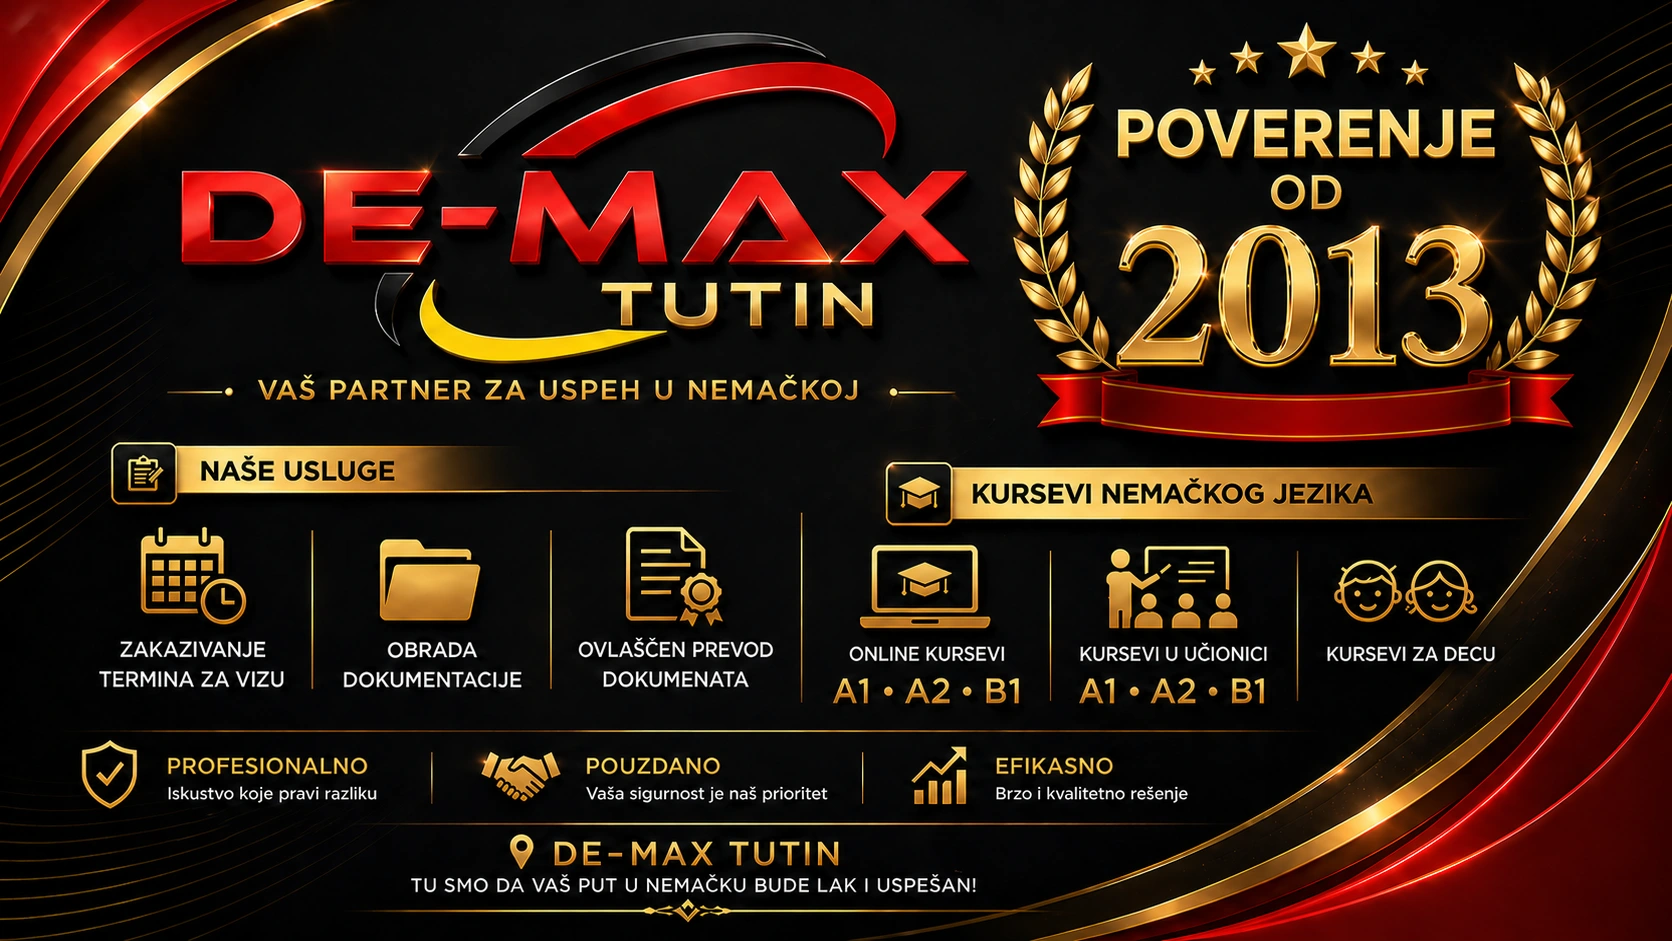 DE-MAX
TUTIN
VAŠ PARTNER ZA USPEH U NEMAČKOJ
POVERENJE
OD
2013
NAŠE USLUGE
ZAKAZIVANJE
TERMINA ZA VIZU
OBRADA
DOKUMENTACIJE
OVLAŠČEN PREVOD
DOKUMENATA
KURSEVI NEMAČKOG JEZIKA
ONLINE KURSEVI
A1 • A2 • B1
KURSEVI U UČIONICI
A1 • A2 • B1
KURSEVI ZA DECU
PROFESIONALNO
Iskustvo koje pravi razliku
POUZDANO
Vaša sigurnost je naš prioritet
EFIKASNO
Brzo i kvalitetno rešenje
DE-MAX TUTIN
TU SMO DA VAŠ PUT U NEMAČKU BUDE LAK I USPEŠAN!